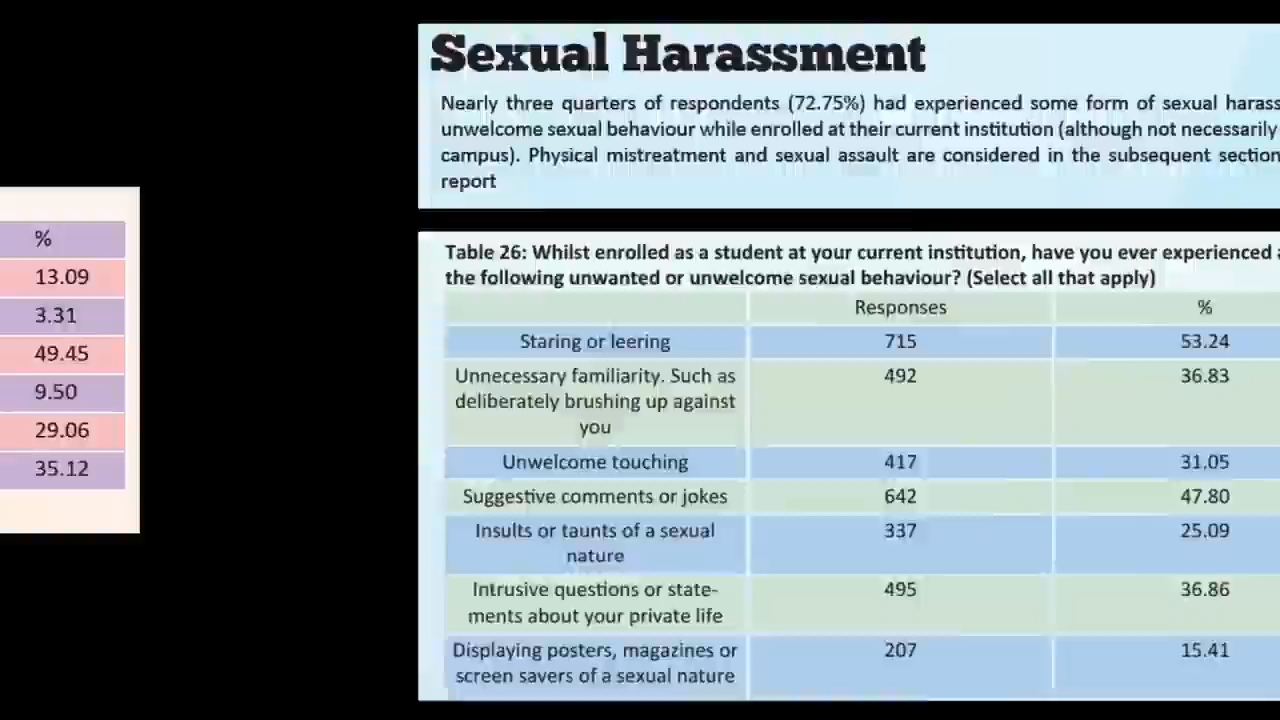 %
13.09
3.31
49.45
9.50
29.06
35.12
Sexual Harassment
Nearly three quarters of respondents (72.75%) had experienced some form of sexual
unwelcome sexual behaviour while enrolled at their current institution (although not necessarily
campus). Physical mistreatment and sexual assault are considered in the subsequent
report
Table 26: Whilst enrolled as a student at your current institution, have you ever experienced
the following unwanted or unwelcome sexual behaviour? (Select all that apply)
Responses %
Staring or leering 715 53.24
Unnecessary familiarity. Such as 492 36.83
deliberately brushing up against
you
Unwelcome touching 417 31.05
Suggestive comments or jokes 642 47.80
Insults or taunts of a sexual 337 25.09
nature
Intrusive questions or state- 495 36.86
ments about your private life
Displaying posters, magazines or 207 15.41
screen savers of a sexual nature